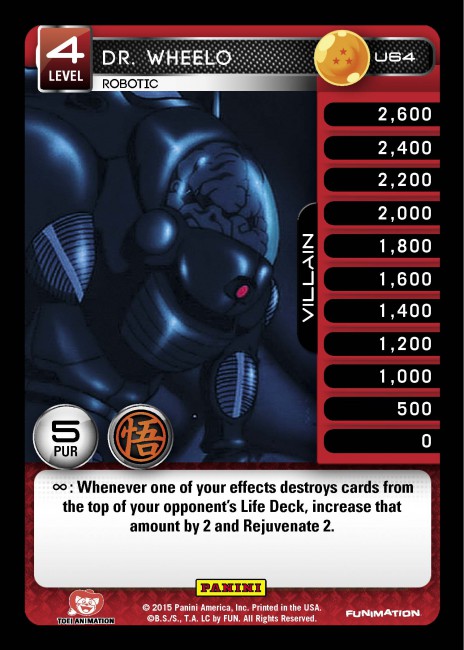 4
LEVEL
DR. WHEELO
U64
ROBOTIC
2,600
2,400
2,200
2,000
1,800
1,600
1,400
1,200
1,000
500
0
VILLAIN
5
PUR
悟
∞: Whenever one of your effects destroys cards from
the top of your opponent's Life Deck, increase that
amount by 2 and Rejuvenate 2.
PANINI
TOEI ANIMATION
© 2015 Panini America, Inc. Printed in the USA.
©B.S./S., T.A. LC by FUN. All Rights Reserved.
FUNIMATION